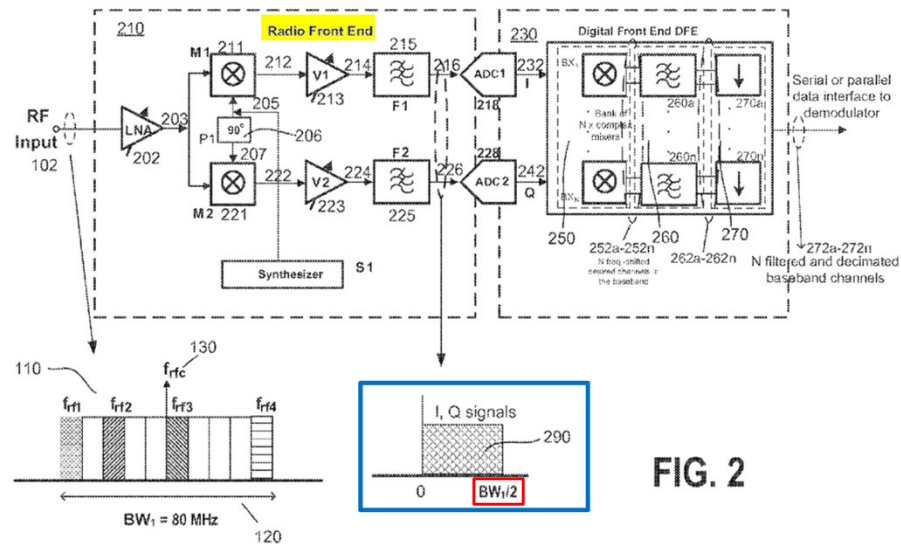 210
Radio Front End
230
Digital Front End DFE
M1
211
212
V1
213
214
215
F1
216
ADC1
218
232
I
BX₁
260a
270a
Serial or parallel
data interface to
demodulator
RF
Input
102
LNA
202
203
205
P1
90°
206
207
Bank of
N x complex
mixers
M2
221
222
V2
223
224
F2
225
226
228
ADC2
242
Q
260n
270n
BXN
250
252a-252n
260
262a-262n
270
N freq.-shifted
desired channels in
the baseband
272a-272n
N filtered and decimated
baseband channels
Synthesizer
S1
110
130
frfc
frf1
frf2
frf3
frf4
BW₁ = 80 MHz
120
I, Q signals
290
0
BW₁/2
FIG. 2